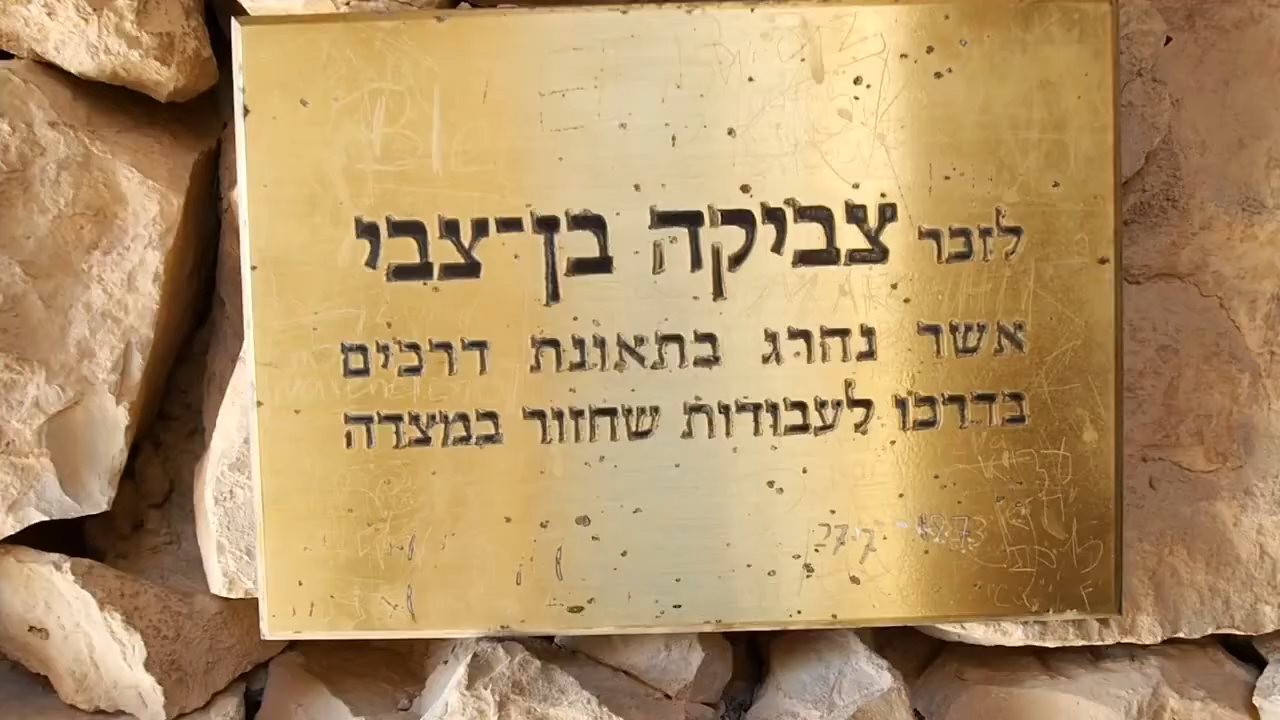 לזכר צביקה בן-צבי
אשר נהרג בתאונת דרכים
בדרכו לעבודות שחזור במצדה